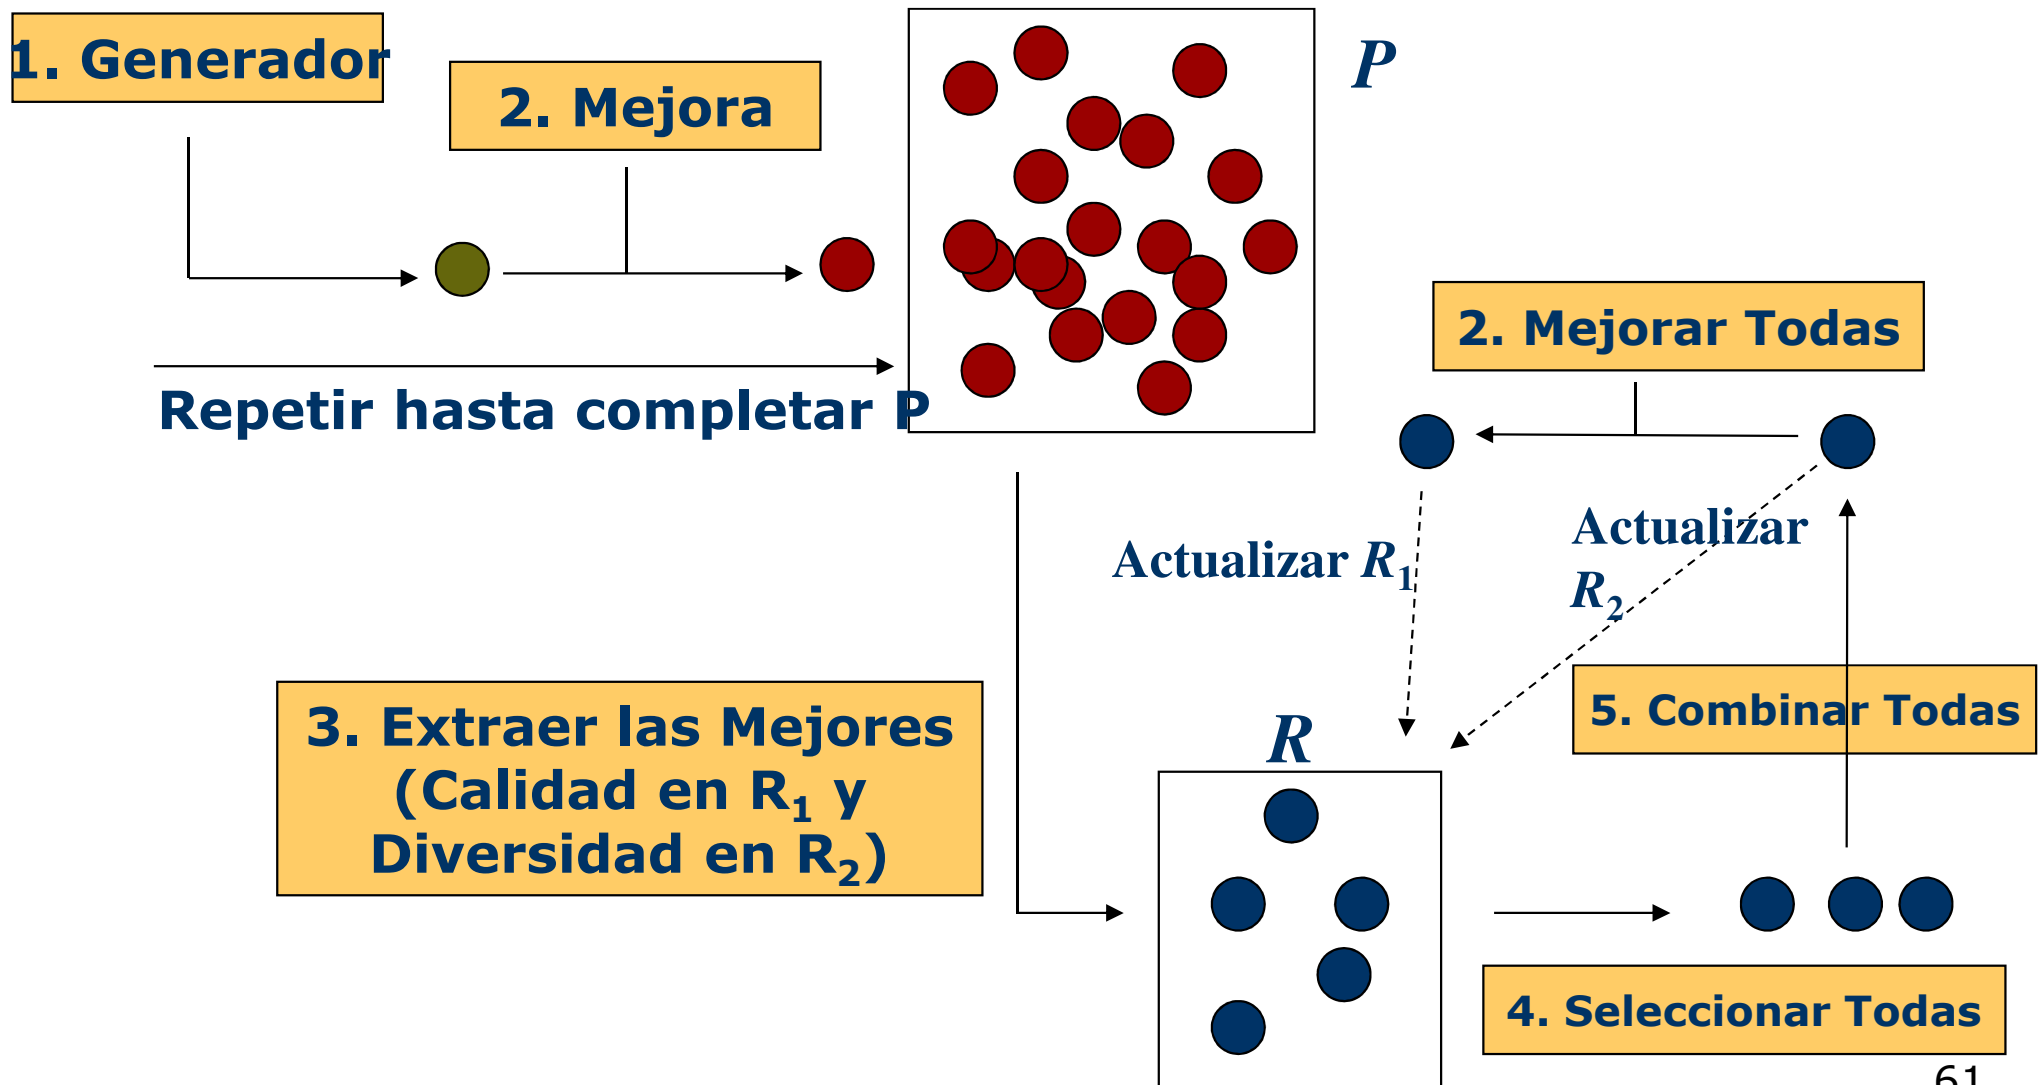 1. Generador
P
2. Mejora
2. Mejorar Todas
Repetir hasta completar P
Actualizar
Actualizar R₁
R₂
3. Extraer las Mejores
(Calidad en R₁ y
Diversidad en R₂)
R
5. Combinar Todas
4. Seleccionar Todas
61